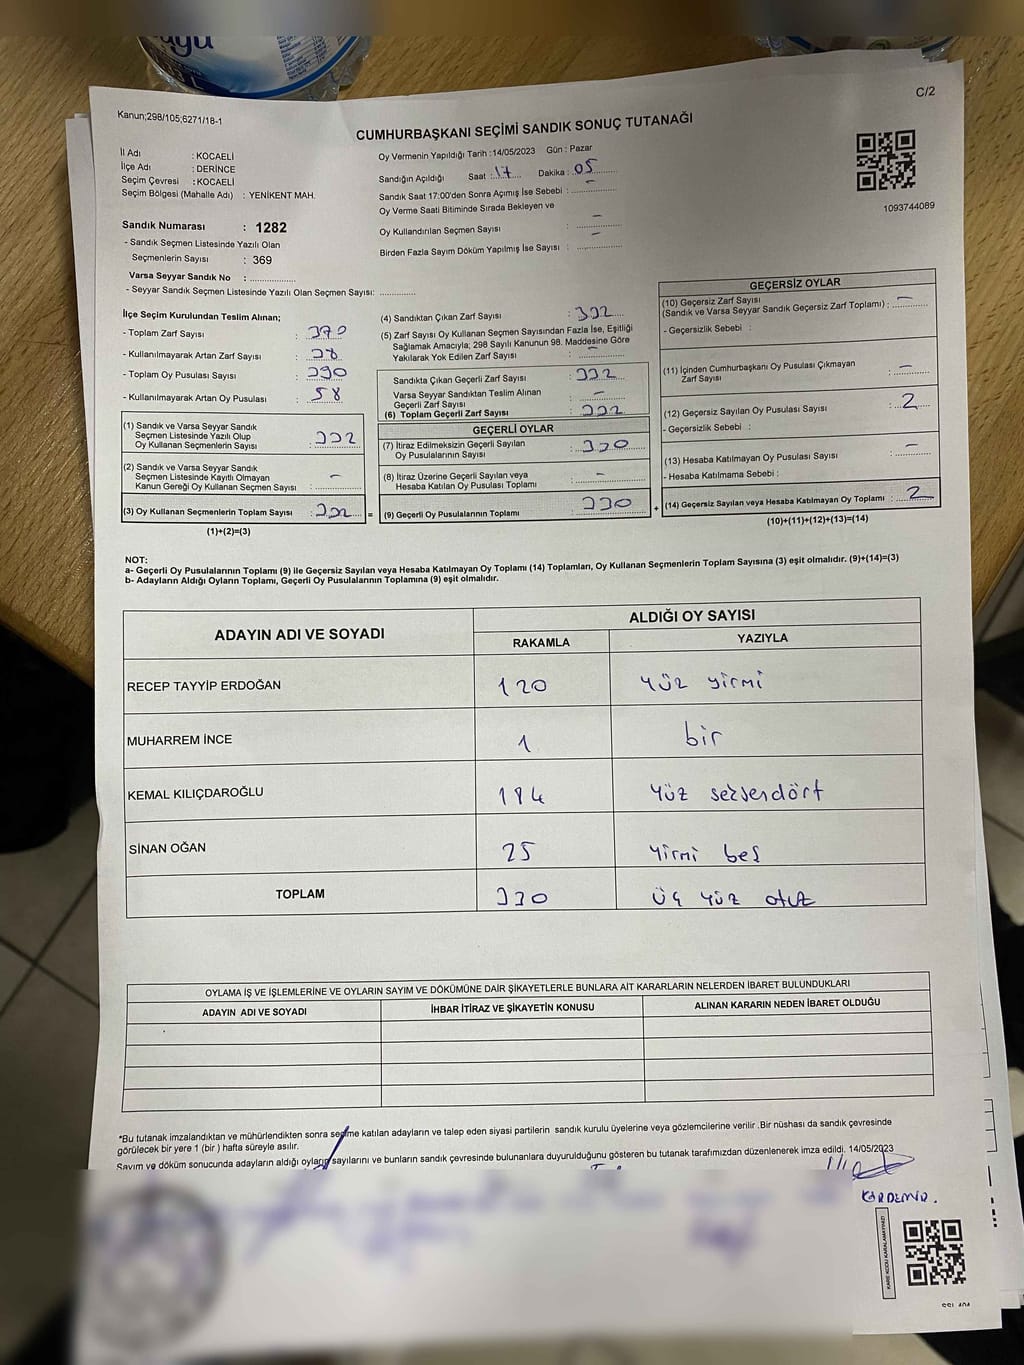 C/2
Kanun;298/105;6271/18-1
CUMHURBAŞKANI SEÇİMİ SANDIK SONUÇ TUTANAĞI
İl Adı : KOCAELİ
İlçe Adı : DERİNCE
Seçim Çevresi : KOCAELİ
Seçim Bölgesi (Mahalle Adı) : YENİKENT MAH.
Sandık Numarası : 1282
- Sandık Seçmen Listesinde Yazılı Olan
Seçmenlerin Sayısı : 369
Varsa Seyyar Sandık No :
- Seyyar Sandık Seçmen Listesinde Yazılı Olan Seçmen Sayısı:
Oy Vermenin Yapıldığı Tarih :14/05/2023 Gün : Pazar
Sandığın Açıldığı Saat : 17 Dakika : 05
Sandık Saat 17:00'den Sonra Açımış İse Sebebi : –
Oy Verme Saati Bitiminde Sırada Bekleyen ve
Oy Kullandırılan Seçmen Sayısı : –
Birden Fazla Sayım Döküm Yapılmış İse Sayısı : –
1093744089
İlçe Seçim Kurulundan Teslim Alınan;
- Toplam Zarf Sayısı : 370
- Kullanılmayarak Artan Zarf Sayısı : 38
- Toplam Oy Pusulası Sayısı : 390
- Kullanılmayarak Artan Oy Pusulası : 58
(1) Sandık ve Varsa Seyyar Sandık
Seçmen Listesinde Yazılı Olup
Oy Kullanan Seçmenlerin Sayısı : 332
(2) Sandık ve Varsa Seyyar Sandık
Seçmen Listesinde Kayıtlı Olmayan
Kanun Gereği Oy Kullanan Seçmen Sayısı : –
(3) Oy Kullanan Seçmenlerin Toplam Sayısı : 332 =
(1)+(2)=(3)
(4) Sandıktan Çıkan Zarf Sayısı : 332
(5) Zarf Sayısı Oy Kullanan Seçmen Sayısından Fazla İse, Eşitliği
Sağlamak Amacıyla; 298 Sayılı Kanunun 98. Maddesine Göre
Yakılarak Yok Edilen Zarf Sayısı : –
Sandıkta Çıkan Geçerli Zarf Sayısı : 332
Varsa Seyyar Sandıktan Teslim Alınan
Geçerli Zarf Sayısı : –
(6) Toplam Geçerli Zarf Sayısı : 332
GEÇERLİ OYLAR
(7) İtiraz Edilmeksizin Geçerli Sayılan
Oy Pusulalarının Sayısı : 330
(8) İtiraz Üzerine Geçerli Sayılan veya
Hesaba Katılan Oy Pusulası Toplamı : –
(9) Geçerli Oy Pusulalarının Toplamı : 330 +
GEÇERSİZ OYLAR
(10) Geçersiz Zarf Sayısı
(Sandık ve Varsa Seyyar Sandık Geçersiz Zarf Toplamı) : –
- Geçersizlik Sebebi :
(11) İçinden Cumhurbaşkanı Oy Pusulası Çıkmayan
Zarf Sayısı : –
(12) Geçersiz Sayılan Oy Pusulası Sayısı : 2
- Geçersizlik Sebebi :
(13) Hesaba Katılmayan Oy Pusulası Sayısı : –
- Hesaba Katılmama Sebebi :
(14) Geçersiz Sayılan veya Hesaba Katılmayan Oy Toplamı : 2
(10)+(11)+(12)+(13)=(14)
NOT:
a- Geçerli Oy Pusulalarının Toplamı (9) ile Geçersiz Sayılan veya Hesaba Katılmayan Oy Toplamı (14) Toplamları, Oy Kullanan Seçmenlerin Toplam Sayısına (3) eşit olmalıdır. (9)+(14)=(3)
b- Adayların Aldığı Oyların Toplamı, Geçerli Oy Pusulalarının Toplamına (9) eşit olmalıdır.
ADAYIN ADI VE SOYADI
ALDIĞI OY SAYISI
RAKAMLA YAZIYLA
RECEP TAYYİP ERDOĞAN 120 yüz yirmi
MUHARREM İNCE 1 bir
KEMAL KILIÇDAROĞLU 184 yüz seksendört
SİNAN OĞAN 25 yirmi beş
TOPLAM 330 üç yüz otuz
OYLAMA İŞ VE İŞLEMLERİNE VE OYLARIN SAYIM VE DÖKÜMÜNE DAİR ŞİKAYETLERLE BUNLARA AİT KARARLARIN NELERDEN İBARET BULUNDUKLARI
ADAYIN ADI VE SOYADI İHBAR İTİRAZ VE ŞİKAYETİN KONUSU ALINAN KARARIN NEDEN İBARET OLDUĞU
*Bu tutanak imzalandıktan ve mühürlendikten sonra seçime katılan adayların ve talep eden siyasi partilerin sandık kurulu üyelerine veya gözlemcilerine verilir .Bir nüshası da sandık çevresinde
görülecek bir yere 1 (bir ) hafta süreyle asılır.
Sayım ve döküm sonucunda adayların aldığı oyların sayılarını ve bunların sandık çevresinde bulunanlara duyurulduğunu gösteren bu tutanak tarafımızdan düzenlenerek imza edildi. 14/05/2023
KARDEMİR.
KARE KODU KARALAMAYINIZ!